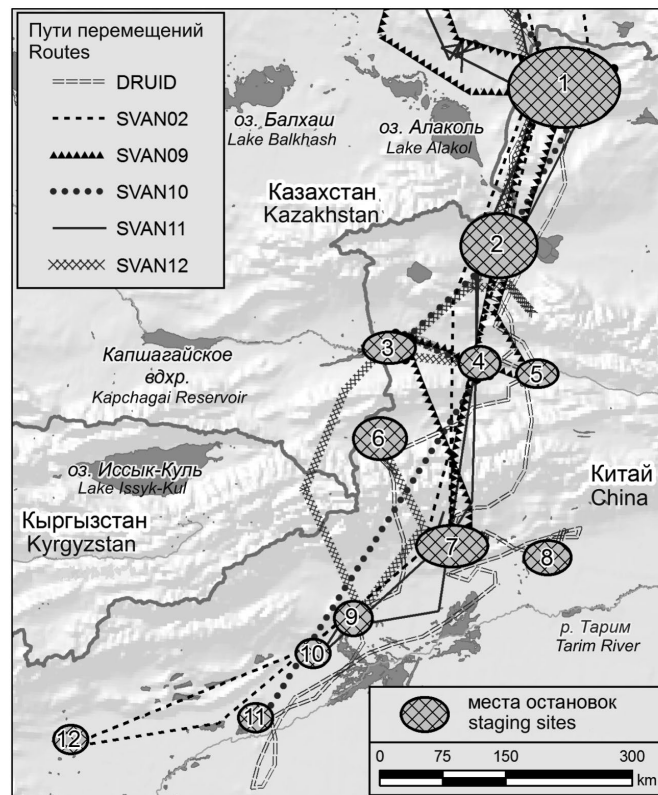 Пути перемещений
Routes
DRUID
SVAN02
SVAN09
SVAN10
SVAN11
SVAN12
оз. Балхаш
Lake Balkhash
оз. Алаколь
Lake Alakol
Казахстан
Kazakhstan
Капшагайское
вдхр.
Kapchagai Reservoir
оз. Иссык-Куль
Lake Issyk-Kul
Кыргызстан
Kyrgyzstan
Китай
China
р. Тарим
Tarim River
1
2
3
4
5
6
7
8
9
10
11
12
места остановок
staging sites
0 75 150 300
km